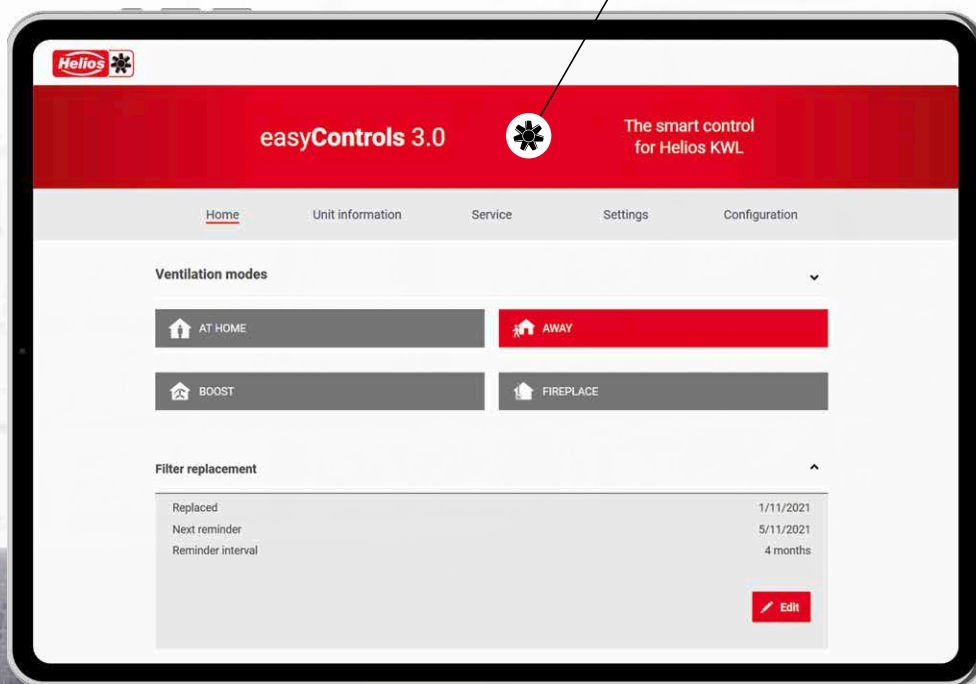 Helios
easyControls 3.0
The smart control
for Helios KWL
Home Unit information Service Settings Configuration
Ventilation modes
AT HOME
AWAY
BOOST
FIREPLACE
Filter replacement
Replaced 1/11/2021
Next reminder 5/11/2021
Reminder interval 4 months
Edit